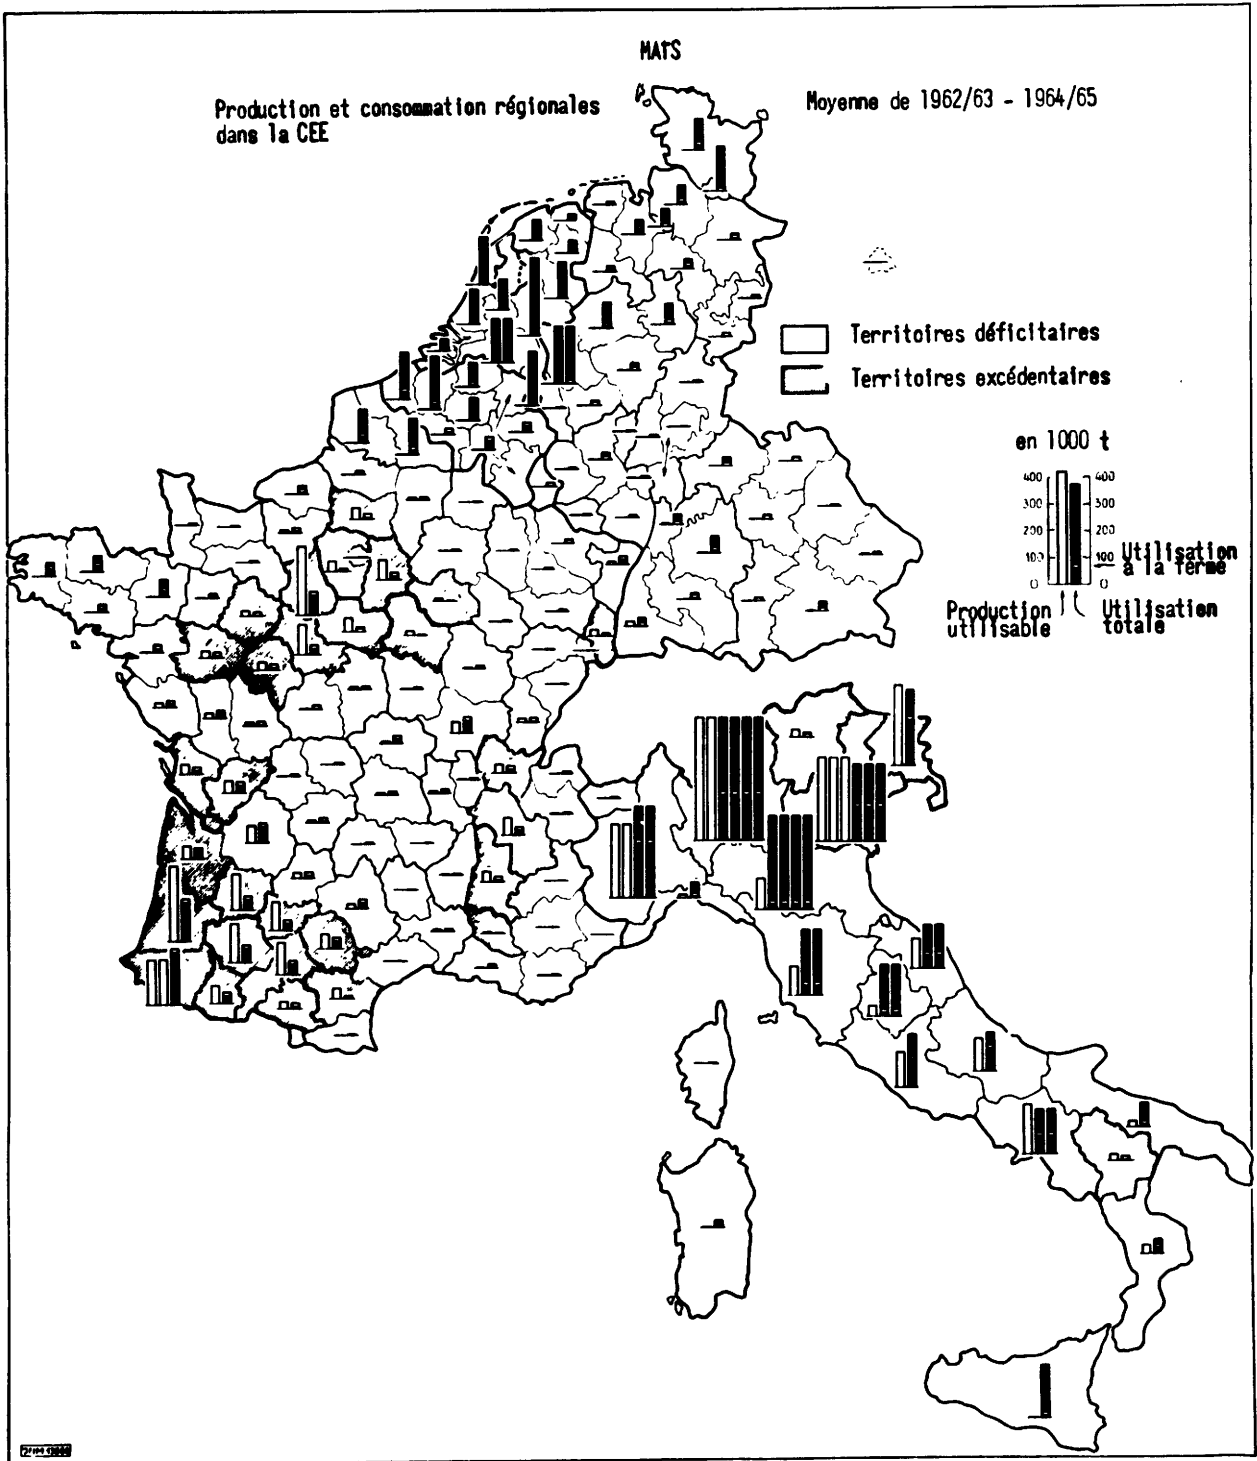 MAÏS
Production et consommation régionales
dans la CEE
Moyenne de 1962/63 - 1964/65
Territoires déficitaires
Territoires excédentaires
en 1000 t
400 400
300 300
200 200
100 100
0 0
Utilisation
à la ferme
Production
utilisable
Utilisation
totale